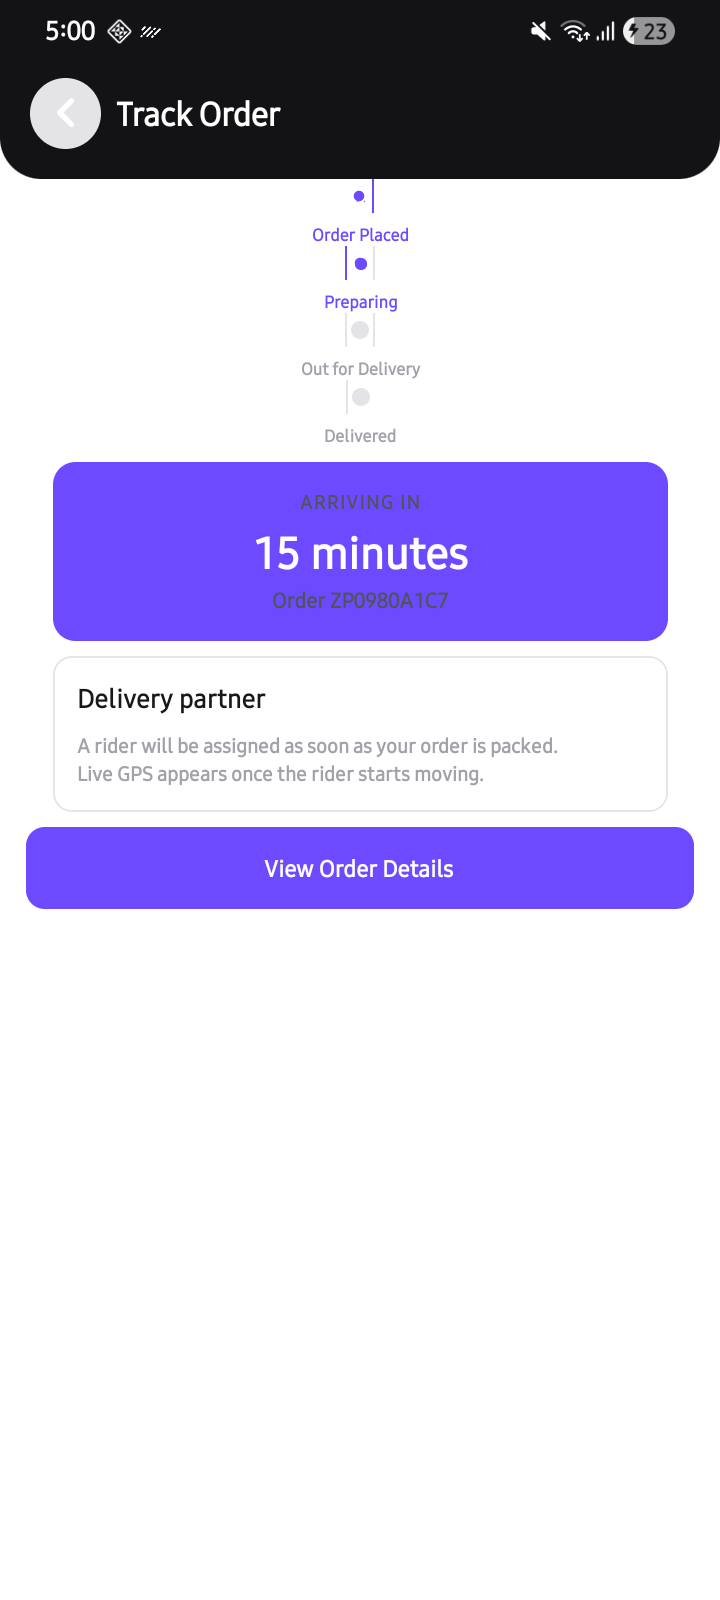 5:00
23
Track Order
Order Placed
Preparing
Out for Delivery
Delivered
ARRIVING IN
15 minutes
Order ZP0980A1C7
Delivery partner
A rider will be assigned as soon as your order is packed.
Live GPS appears once the rider starts moving.
View Order Details